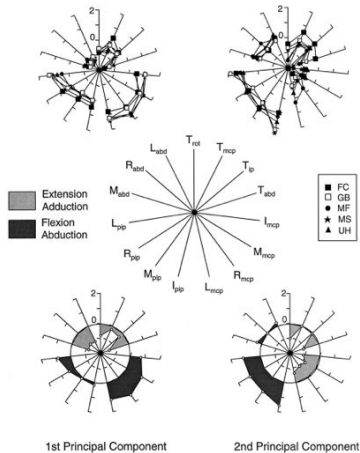 2
0
2
0
T_rot
L_abd
T_mcp
R_abd
T_ip
M_abd
T_abd
L_pip
I_mcp
R_pip
M_mcp
M_pip
R_mcp
I_pip
L_mcp
Extension
Adduction
Flexion
Abduction
FC
GB
MF
MS
UH
2
0
2
0
1st Principal Component
2nd Principal Component